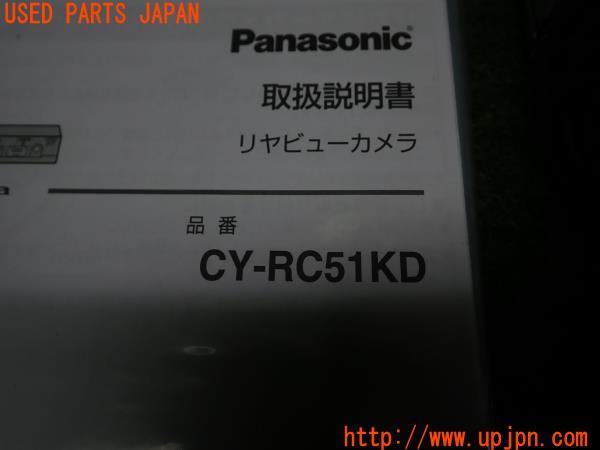 USED PARTS JAPAN
Panasonic
取扱説明書
リヤビューカメラ
a
品番
CY-RC51KD
http://www.upjpn.com